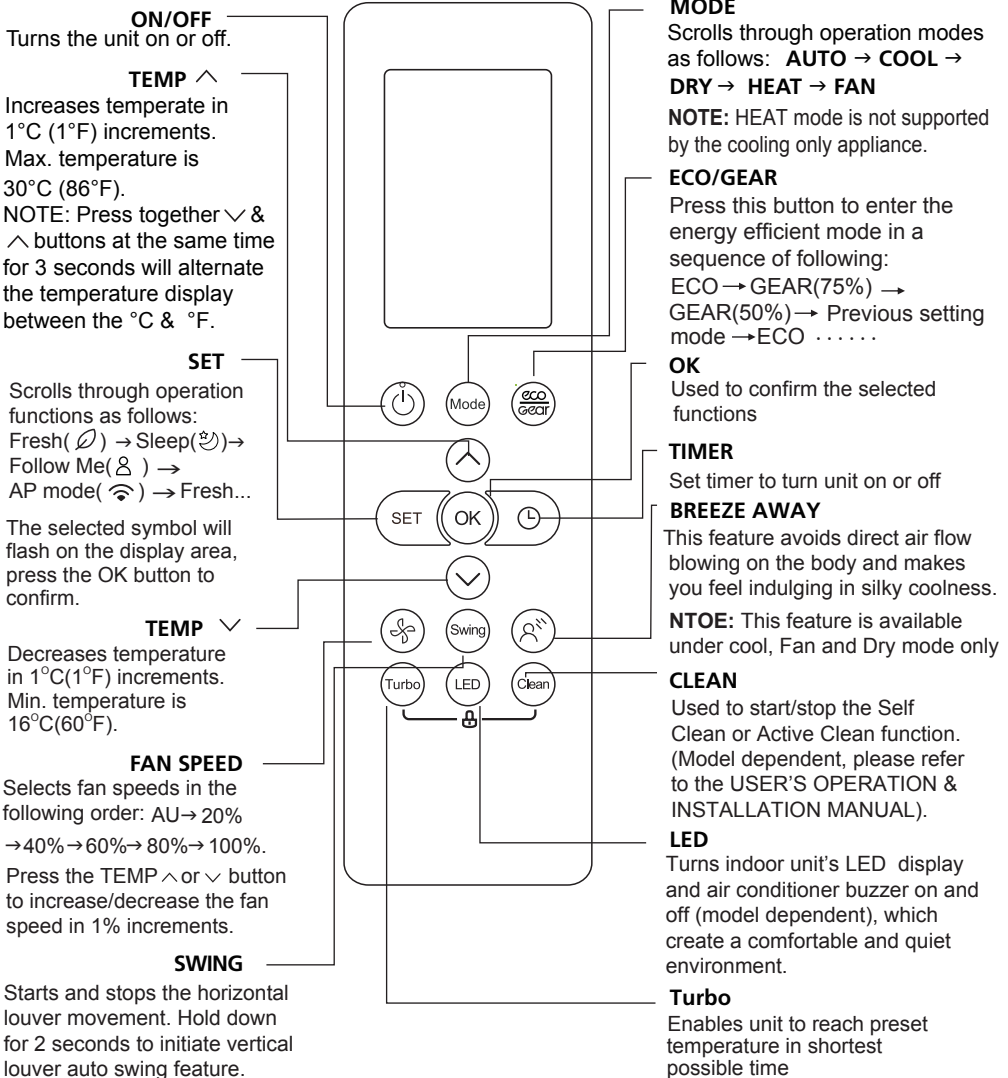 ON/OFF
Turns the unit on or off.
TEMP ︿
Increases temperate in
1°C (1°F) increments.
Max. temperature is
30°C (86°F).
NOTE: Press together ﹀ &
︿ buttons at the same time
for 3 seconds will alternate
the temperature display
between the °C & °F.
SET
Scrolls through operation
functions as follows:
Fresh( ) → Sleep( ) →
Follow Me( ) →
AP mode( ) → Fresh...
The selected symbol will
flash on the display area,
press the OK button to
confirm.
TEMP ﹀
Decreases temperature
in 1°C(1°F) increments.
Min. temperature is
16°C(60°F).
FAN SPEED
Selects fan speeds in the
following order: AU→ 20%
→40%→60%→ 80%→ 100%.
Press the TEMP ︿ or ﹀ button
to increase/decrease the fan
speed in 1% increments.
SWING
Starts and stops the horizontal
louver movement. Hold down
for 2 seconds to initiate vertical
louver auto swing feature.
Mode
eco
Gear
SET
OK
Swing
Turbo
LED
Clean
MODE
Scrolls through operation modes
as follows: AUTO → COOL →
DRY → HEAT → FAN
NOTE: HEAT mode is not supported
by the cooling only appliance.
ECO/GEAR
Press this button to enter the
energy efficient mode in a
sequence of following:
ECO → GEAR(75%) →
GEAR(50%)→ Previous setting
mode →ECO ······
OK
Used to confirm the selected
functions
TIMER
Set timer to turn unit on or off
BREEZE AWAY
This feature avoids direct air flow
blowing on the body and makes
you feel indulging in silky coolness.
NTOE: This feature is available
under cool, Fan and Dry mode only
CLEAN
Used to start/stop the Self
Clean or Active Clean function.
(Model dependent, please refer
to the USER'S OPERATION &
INSTALLATION MANUAL).
LED
Turns indoor unit's LED display
and air conditioner buzzer on and
off (model dependent), which
create a comfortable and quiet
environment.
Turbo
Enables unit to reach preset
temperature in shortest
possible time